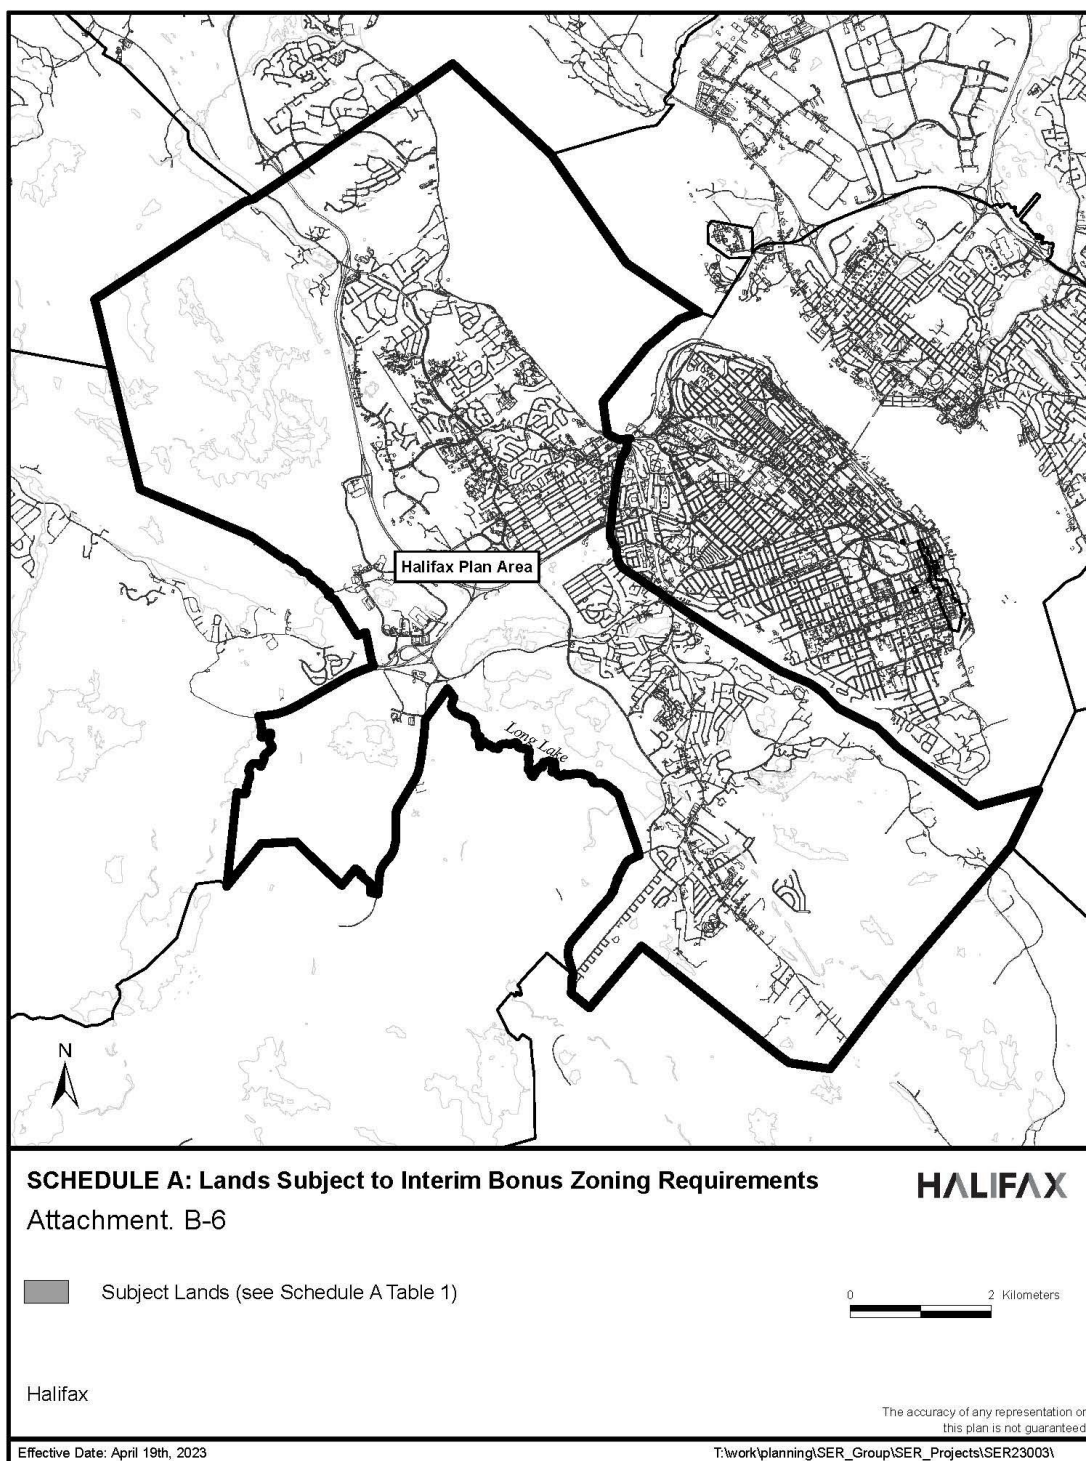 Halifax Plan Area
Long Lake
N
SCHEDULE A: Lands Subject to Interim Bonus Zoning Requirements
HALIFAX
Attachment. B-6
Subject Lands (see Schedule A Table 1)
0 2 Kilometers
Halifax
The accuracy of any representation on
this plan is not guaranteed
Effective Date: April 19th, 2023
T:\work\planning\SER_Group\SER_Projects\SER23003\